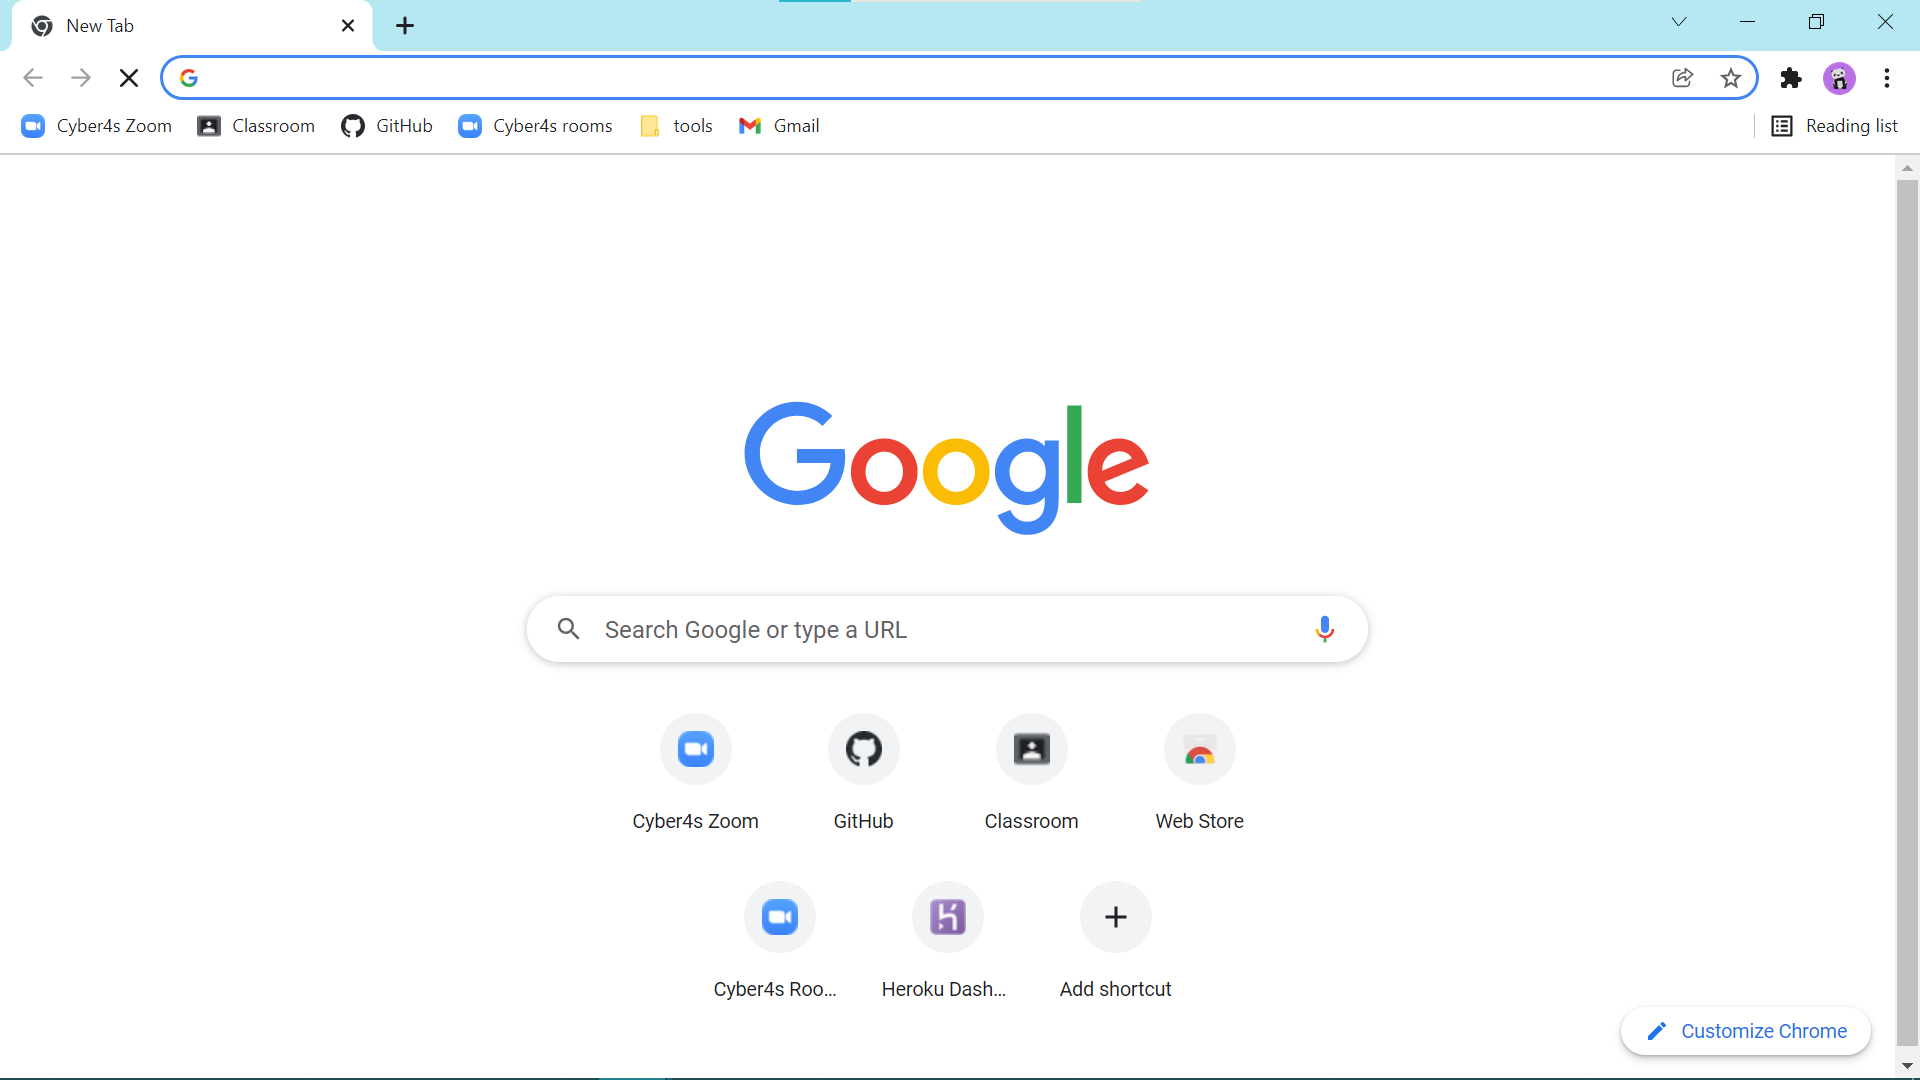 New Tab
Cyber4s Zoom
Classroom
GitHub
Cyber4s rooms
tools
Gmail
Reading list
Google
Search Google or type a URL
Cyber4s Zoom
GitHub
Classroom
Web Store
Cyber4s Roo...
Heroku Dash...
Add shortcut
Customize Chrome